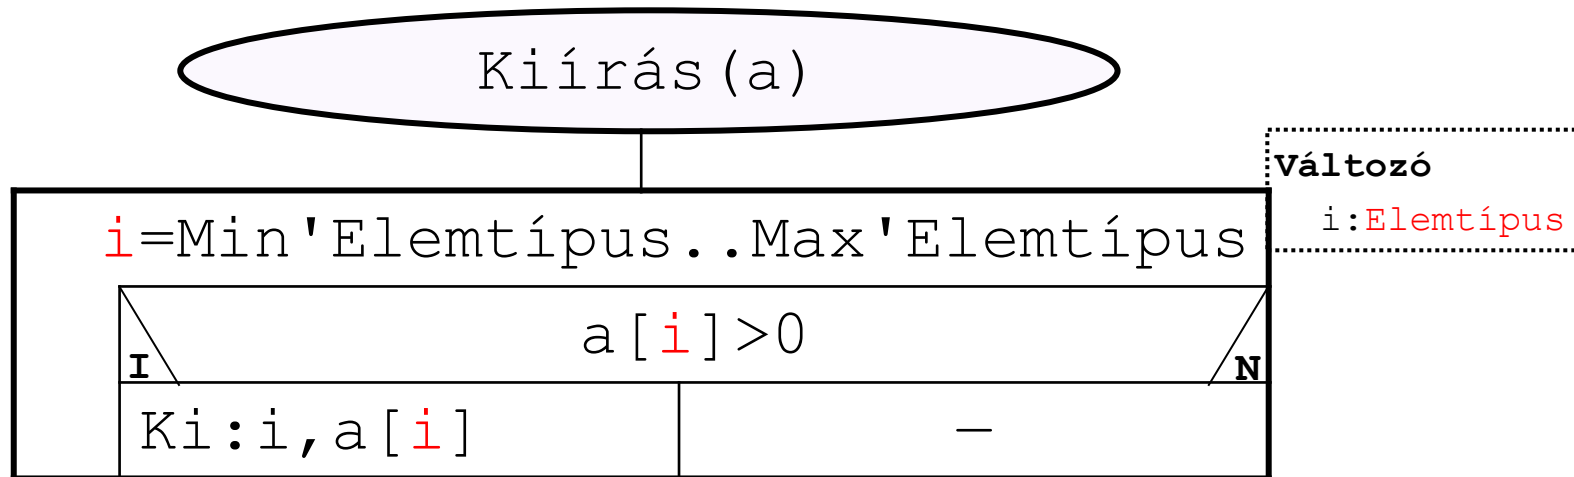 Kiírás(a)
Változó
i:Elemtípus
i=Min'Elemtípus..Max'Elemtípus
a[i]>0
I
N
Ki:i,a[i]
—